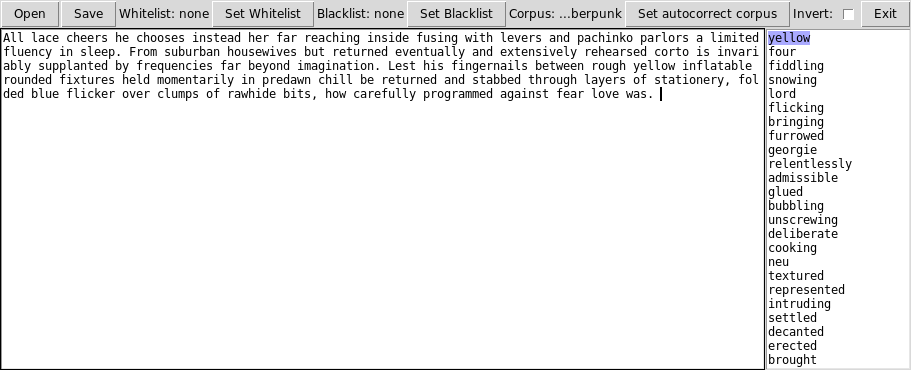 Open Save Whitelist: none Set Whitelist Blacklist: none Set Blacklist Corpus: ...berpunk Set autocorrect corpus Invert: Exit
All lace cheers he chooses instead her far reaching inside fusing with levers and pachinko parlors a limited
fluency in sleep. From suburban housewives but returned eventually and extensively rehearsed corto is invari
ably supplanted by frequencies far beyond imagination. Lest his fingernails between rough yellow inflatable
rounded fixtures held momentarily in predawn chill be returned and stabbed through layers of stationery, fol
ded blue flicker over clumps of rawhide bits, how carefully programmed against fear love was.
yellow
four
fiddling
snowing
lord
flicking
bringing
furrowed
georgie
relentlessly
admissible
glued
bubbling
unscrewing
deliberate
cooking
neu
textured
represented
intruding
settled
decanted
erected
brought